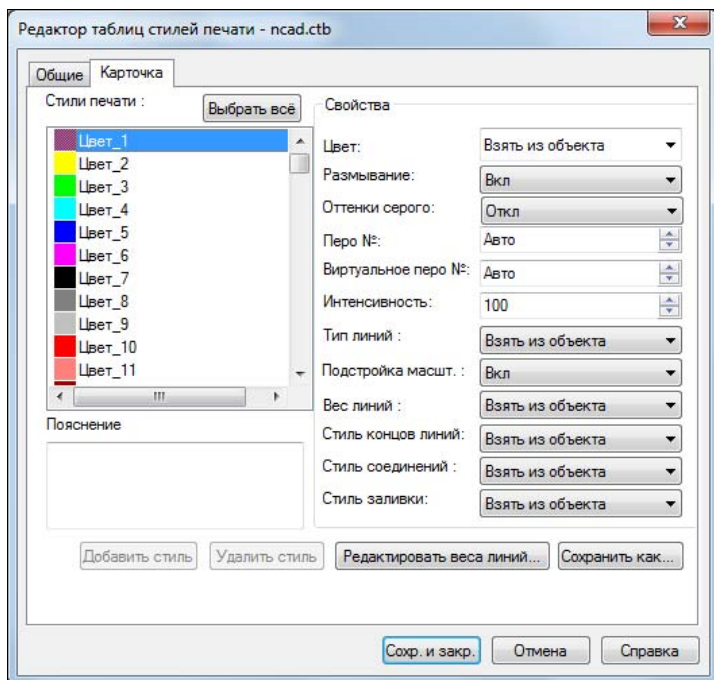 Редактор таблиц стилей печати - ncad.ctb
Общие Карточка
Стили печати : Выбрать всё
Цвет_1
Цвет_2
Цвет_3
Цвет_4
Цвет_5
Цвет_6
Цвет_7
Цвет_8
Цвет_9
Цвет_10
Цвет_11
Пояснение
Свойства
Цвет: Взять из объекта
Размывание: Вкл
Оттенки серого: Откл
Перо №: Авто
Виртуальное перо №: Авто
Интенсивность: 100
Тип линий : Взять из объекта
Подстройка масшт. : Вкл
Вес линий : Взять из объекта
Стиль концов линий: Взять из объекта
Стиль соединений : Взять из объекта
Стиль заливки: Взять из объекта
Добавить стиль Удалить стиль Редактировать веса линий... Сохранить как...
Сохр. и закр. Отмена Справка